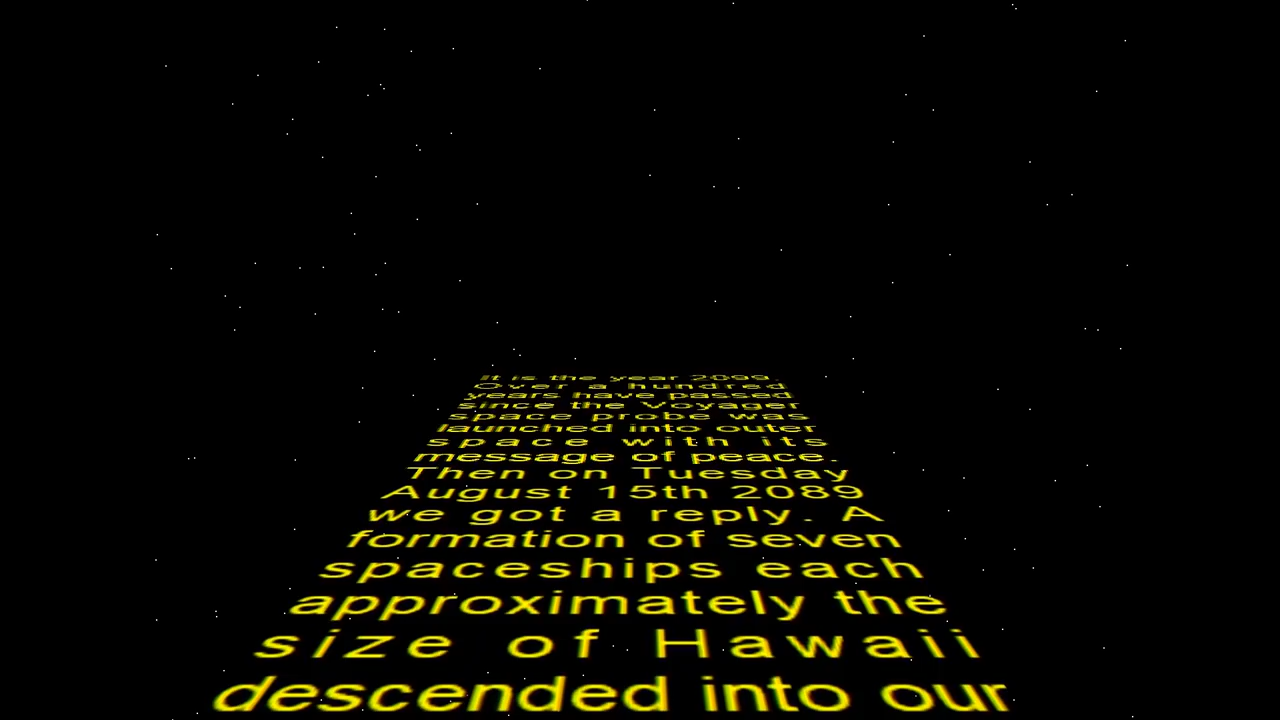 It is the year 2099.
Over a hundred
years have passed
since the Voyager
space probe was
launched into outer
space with its
message of peace.
Then on Tuesday
August 15th 2089
we got a reply. A
formation of seven
spaceships each
approximately the
size of Hawaii
descended into our